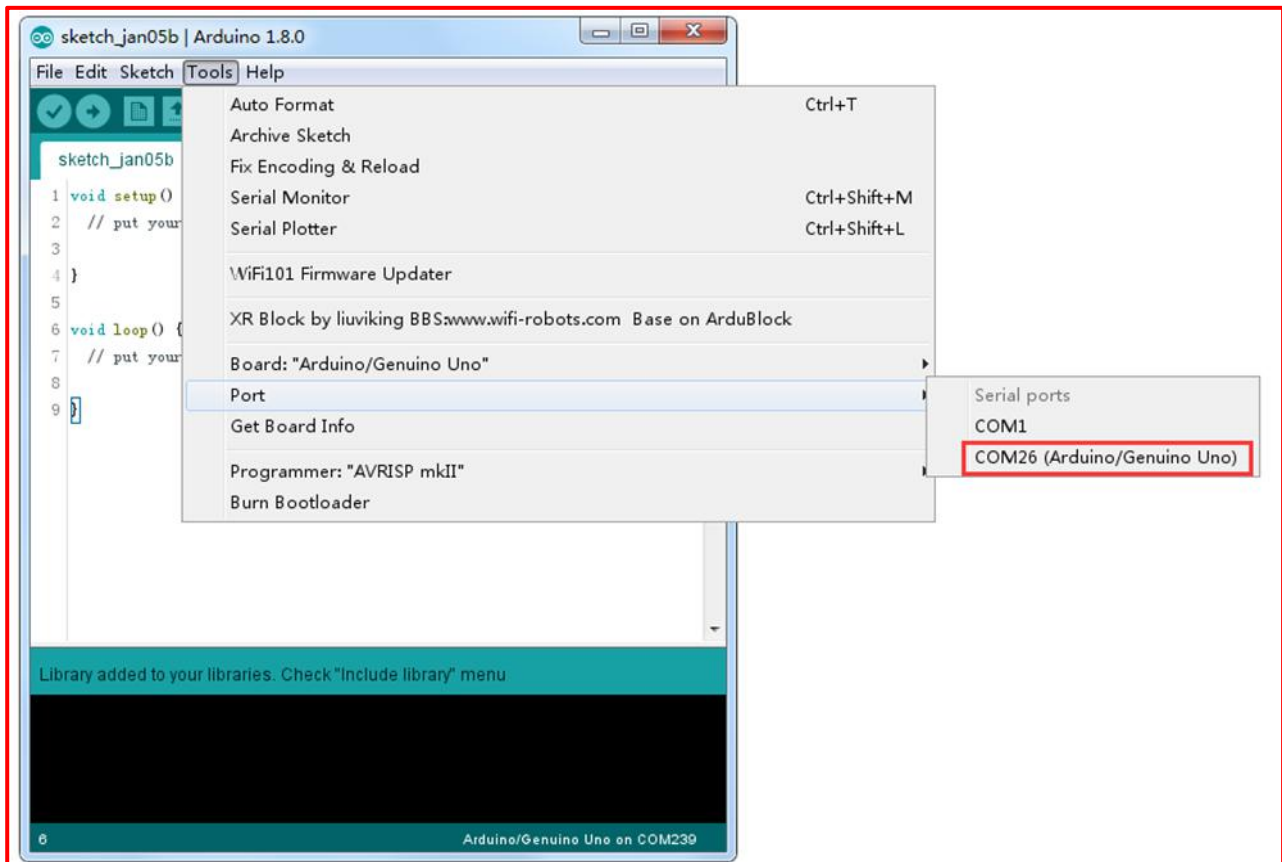 sketch_jan05b | Arduino 1.8.0
File Edit Sketch Tools Help
Auto Format Ctrl+T
Archive Sketch
sketch_jan05b
Fix Encoding & Reload
1 void setup()
Serial Monitor Ctrl+Shift+M
2 // put your
Serial Plotter Ctrl+Shift+L
3
4 }
WiFi101 Firmware Updater
5
XR Block by liuviking BBS:www.wifi-robots.com Base on ArduBlock
6 void loop() {
7 // put your
Board: "Arduino/Genuino Uno"
8
Port
Serial ports
9 }
Get Board Info
COM1
COM26 (Arduino/Genuino Uno)
Programmer: "AVRISP mkII"
Burn Bootloader
Library added to your libraries. Check "Include library" menu
6 Arduino/Genuino Uno on COM239